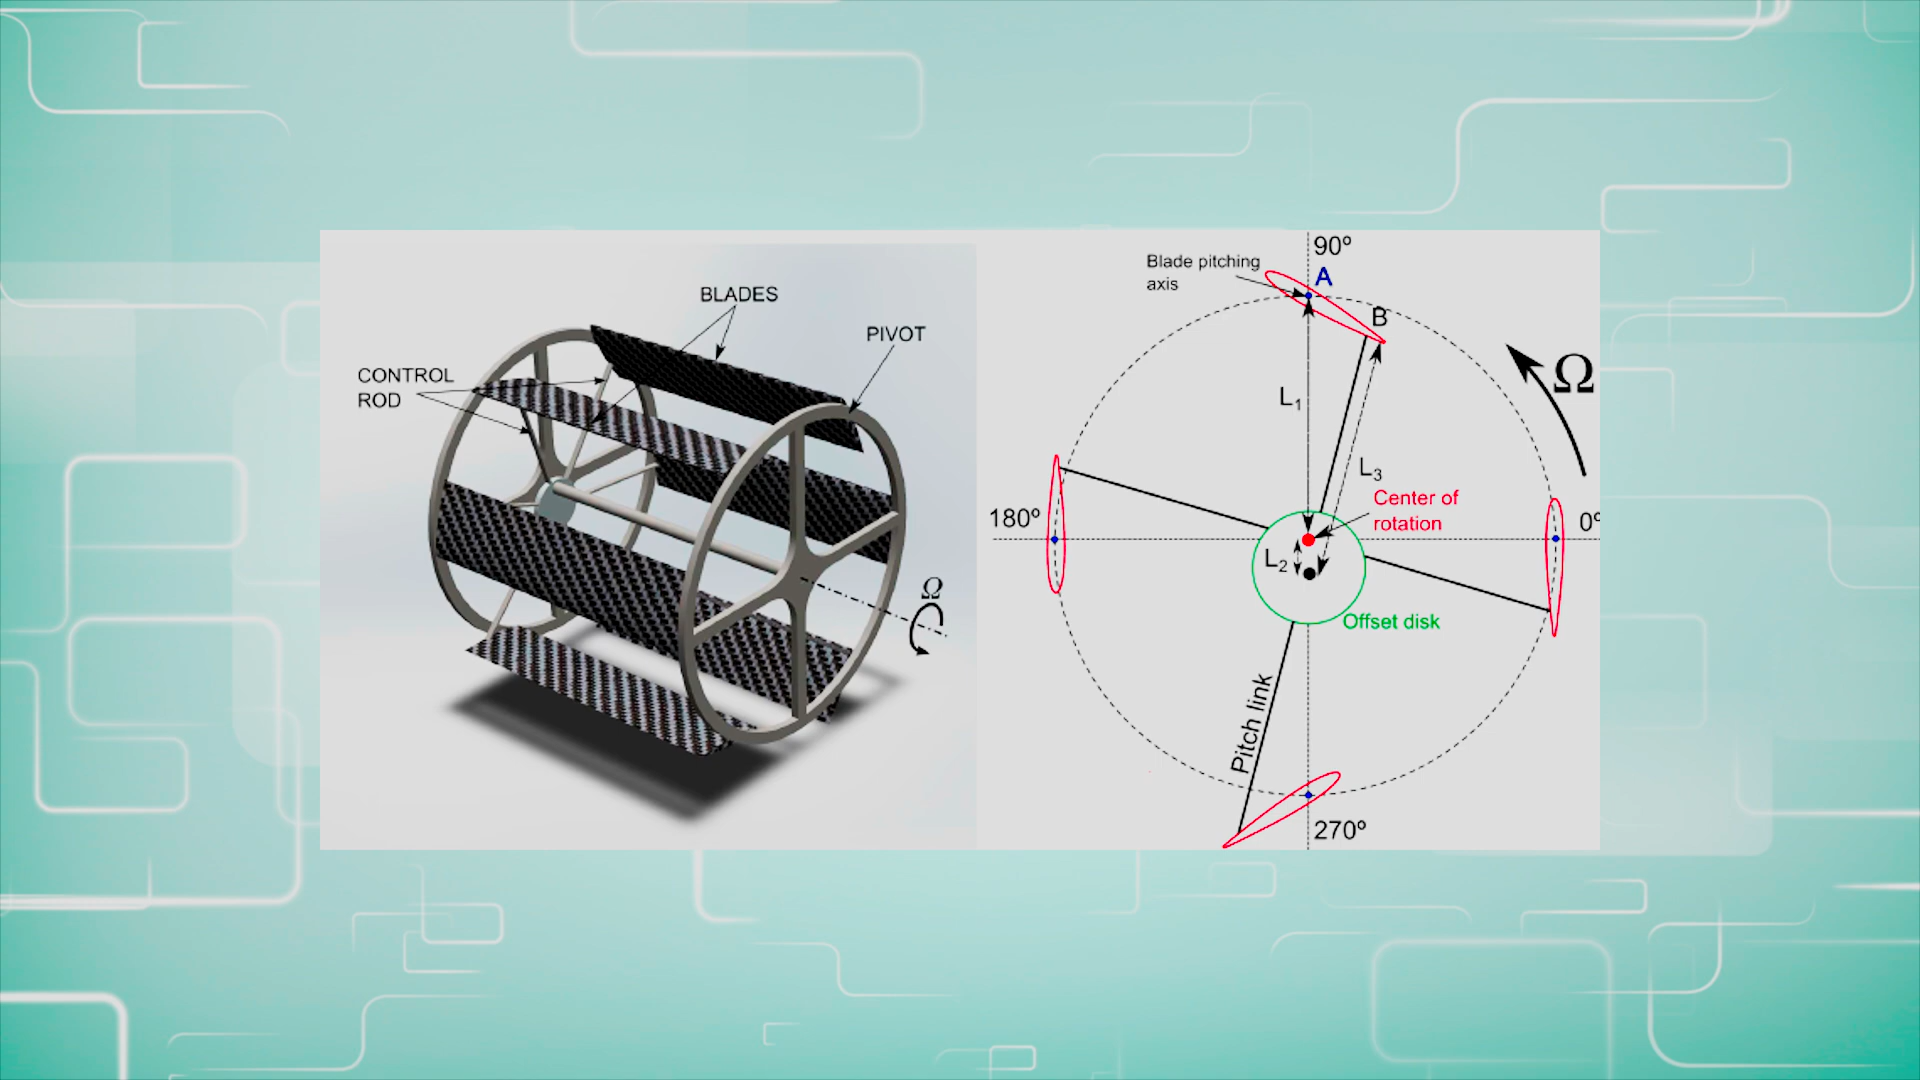 BLADES
PIVOT
CONTROL
ROD
Ω
90º
Blade pitching
axis
A
B
Ω
L1
L3
Center of
rotation
180º
0º
L2
Offset disk
Pitch link
270º